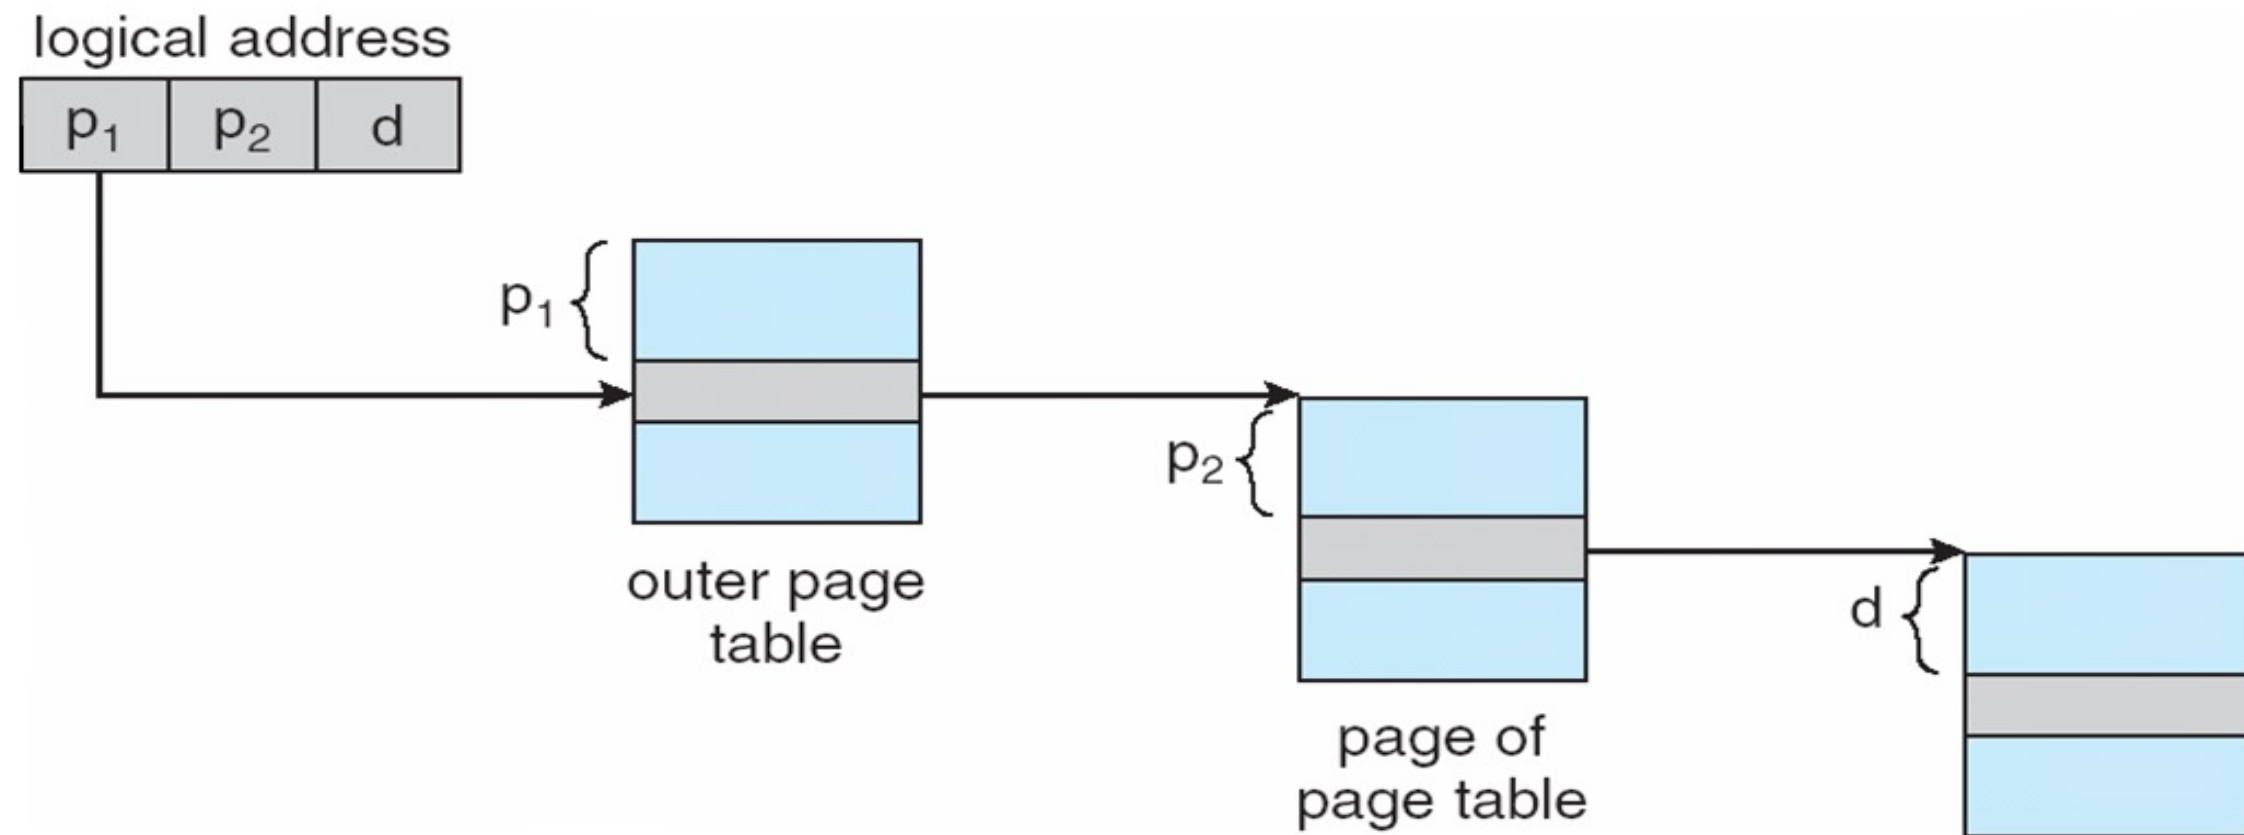 logical address
p₁ p₂ d
p₁
outer page
table
p₂
page of
page table
d